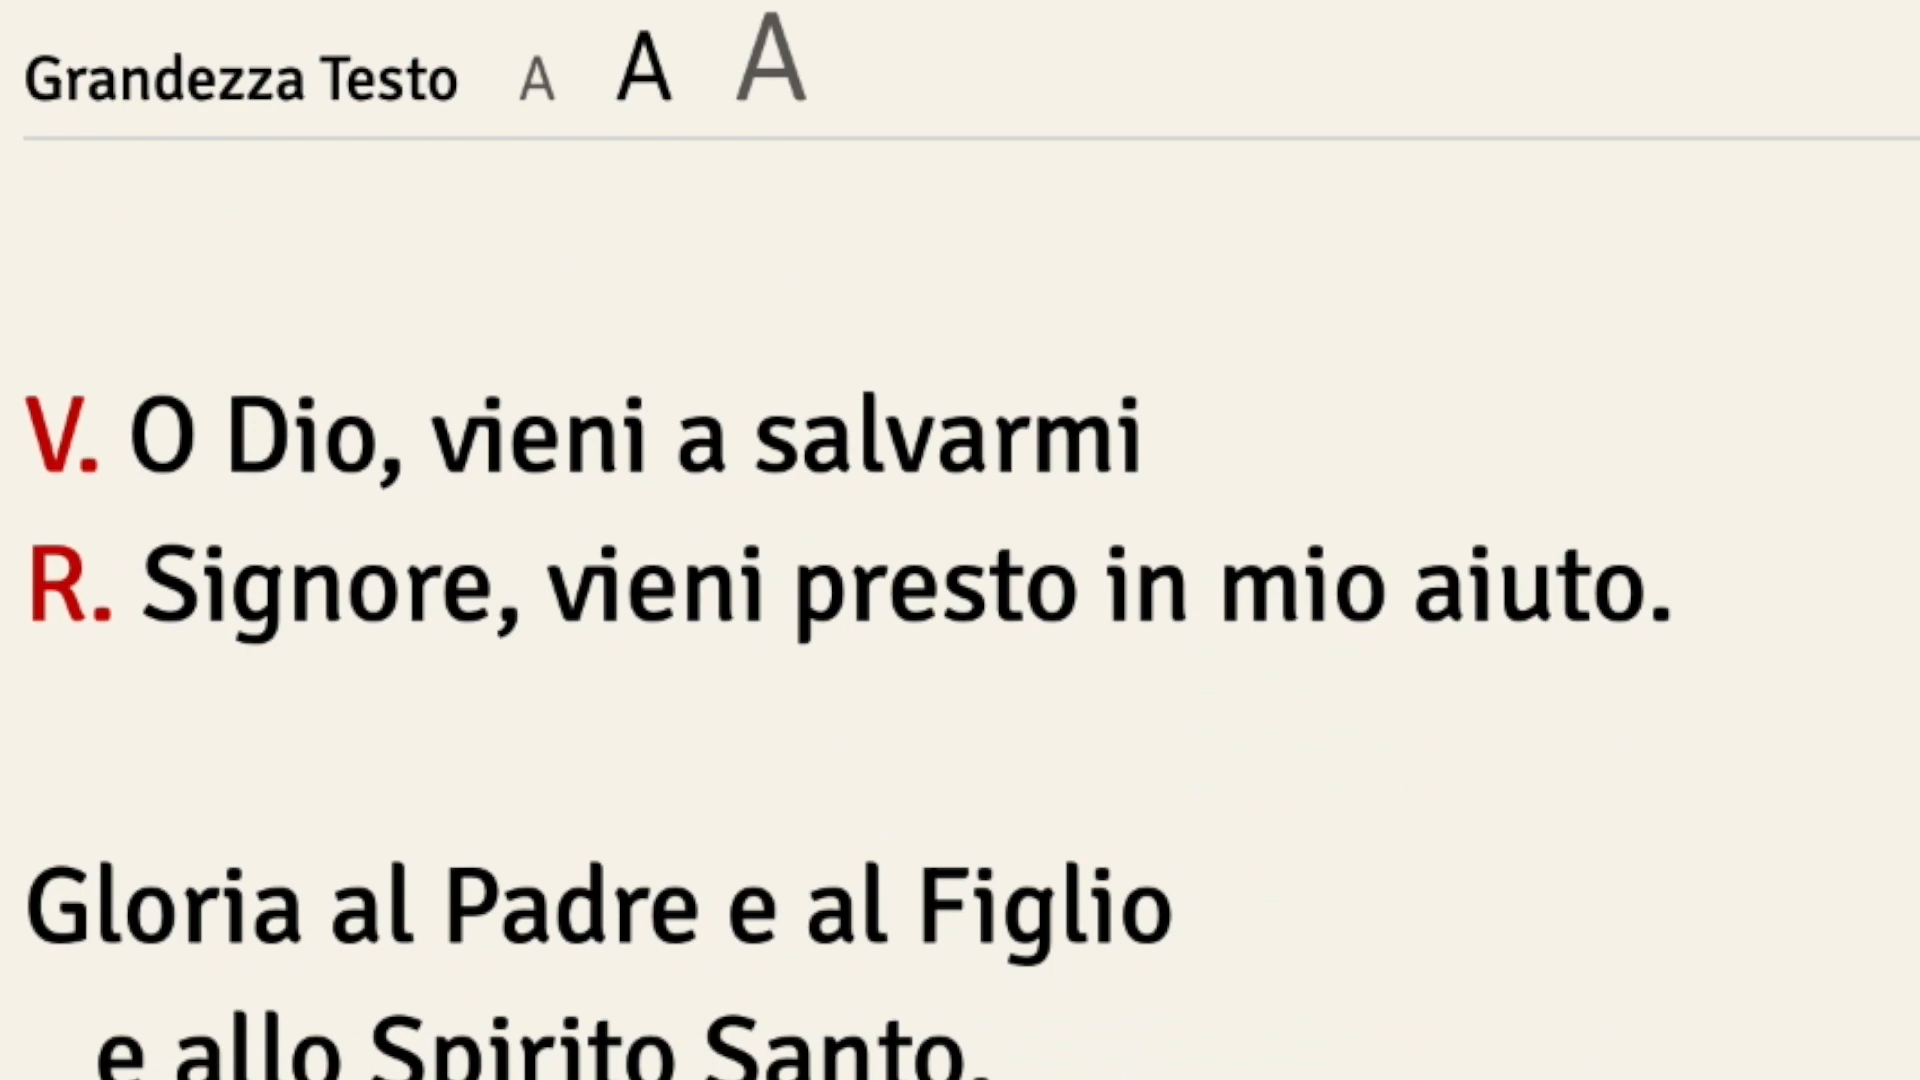 Grandezza Testo A A A
V. O Dio, vieni a salvarmi
R. Signore, vieni presto in mio aiuto.
Gloria al Padre e al Figlio
e allo Spirito Santo.